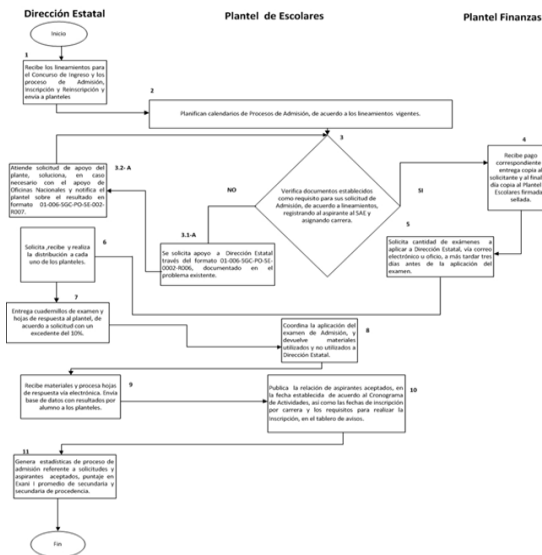 Dirección Estatal
Plantel de Escolares
Plantel Finanzas
Inicio
1
Recibe los lineamientos para
el Concurso de Ingreso y los
proceso de Admisión,
Inscripción y Reinscripción y
envía a planteles
2
Planifican calendarios de Procesos de Admisión, de acuerdo a los lineamientos vigentes.
3
Verifica documentos establecidos
como requisito para sus solicitud de
Admisión, de acuerdo a lineamientos,
registrando al aspirante al SAE y
asignando carrera.
NO
SI
4
Recibe pago
correspondiente
entrega copia al
solicitante y al final
día copia al Plantel
Escolares firmada
sellada.
3.2- A
Atiende solicitud de apoyo del
plante, soluciona, en caso
necesario con el apoyo de
Oficinas Nacionales y notifica el
plantel sobre el resultado en
formato 01-006-SGC-PO-SE-002-
R007.
3.1-A
Se solicita apoyo a Dirección Estatal
través del formato 01-006-SGC-PO-SE-
0002-R006, documentado en el
problema existente.
5
Solicita cantidad de exámenes a
aplicar a Dirección Estatal, vía correo
electrónico u oficio, a más tardar tres
días antes de la aplicación del
examen.
6
Solicita ,recibe y realiza
la distribución a cada
uno de los planteles.
7
Entrega cuadernillos de examen y
hojas de respuesta al plantel, de
acuerdo a solicitud con un
excedente del 10%.
8
Coordina la aplicación del
examen de Admisión, y
devuelve materiales
utilizados y no utilizados a
Dirección Estatal.
9
Recibe materiales y procesa hojas
de respuesta vía electrónica. Envía
base de datos con resultados por
alumno a los planteles.
10
Publica la relación de aspirantes aceptados, en
la fecha establecida de acuerdo al Cronograma
de Actividades, así como las fechas de inscripción
por carrera y los requisitos para realizar la
inscripción, en el tablero de avisos.
11
Genera estadísticas de proceso de
admisión referente a solicitudes y
aspirantes aceptados, puntaje en
Exani I promedio de secundaria y
secundaria de procedencia.
Fin